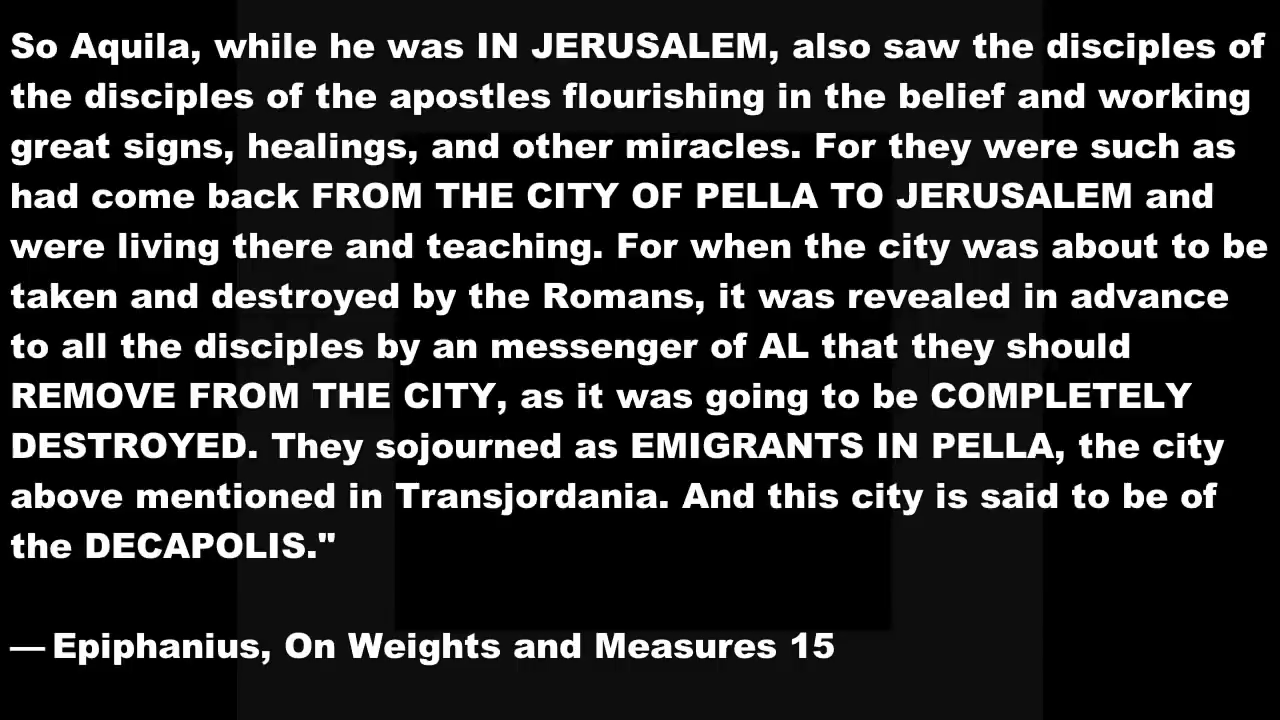 So Aquila, while he was IN JERUSALEM, also saw the disciples of
the disciples of the apostles flourishing in the belief and working
great signs, healings, and other miracles. For they were such as
had come back FROM THE CITY OF PELLA TO JERUSALEM and
were living there and teaching. For when the city was about to be
taken and destroyed by the Romans, it was revealed in advance
to all the disciples by an messenger of AL that they should
REMOVE FROM THE CITY, as it was going to be COMPLETELY
DESTROYED. They sojourned as EMIGRANTS IN PELLA, the city
above mentioned in Transjordania. And this city is said to be of
the DECAPOLIS."
— Epiphanius, On Weights and Measures 15